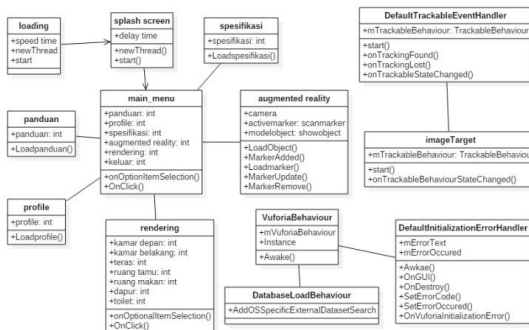 loading
+speed time
+newThread
+start
splash screen
+delay time
+newThread()
+start()
spesifikasi
+spesifikasi: int
+Loadspesifikasi()
DefaultTrackableEventHandler
+mTrackableBehaviour: TrackableBehaviour
+start()
+onTrackingFound()
+onTrackingLost()
+onTrackableStateChanged()
panduan
+panduan: int
+Loadpanduan()
main_menu
+panduan: int
+profile: int
+spesifikasi: int
+augmented reality: int
+rendering: int
+keluar: int
+onOptionItemSelection()
+OnClick()
augmented reality
+camera
+activemarker: scanmarker
+modelobject: showobject
+LoadObject()
+MarkerAdded()
+Loadmarker()
+MarkerUpdate()
+MarkerRemove()
imageTarget
+mTrackableBehaviour: TrackableBehaviour
+start()
+onTrackableBehaviourStateChanged()
profile
+profile: int
+Loadprofile()
rendering
+kamar depan: int
+kamar belakang: int
+teras: int
+ruang tamu: int
+ruang makan: int
+dapur: int
+toilet: int
+onOptionalItemSelection()
+OnClick()
VuforiaBehaviour
+mVuforiaBehaviour
+Instance
+Awake()
DatabaseLoadBehaviour
+AddOSSpecificExternalDatasetSearch
DefaultInitializationErrorHandler
+mErrorText
+mErrorOccured
+Awkae()
+OnGUI()
+OnDestroy()
+SetErrorCode()
+SetErrorOccured()
+OnVuforiaInitializationError()